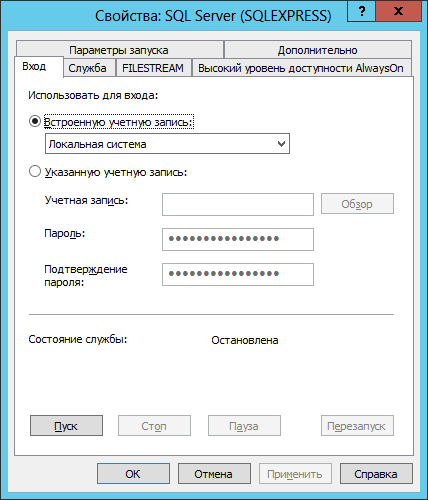 Свойства: SQL Server (SQLEXPRESS)
? x
Параметры запуска Дополнительно
Вход Служба FILESTREAM Высокий уровень доступности AlwaysOn
Использовать для входа:
Встроенную учетную запись:
Локальная система
Указанную учетную запись:
Учетная запись: Обзор
Пароль: ●●●●●●●●●●●●●●●
Подтверждение
пароля: ●●●●●●●●●●●●●●●
Состояние службы: Остановлена
Пуск Стоп Пауза Перезапуск
OK Отмена Применить Справка